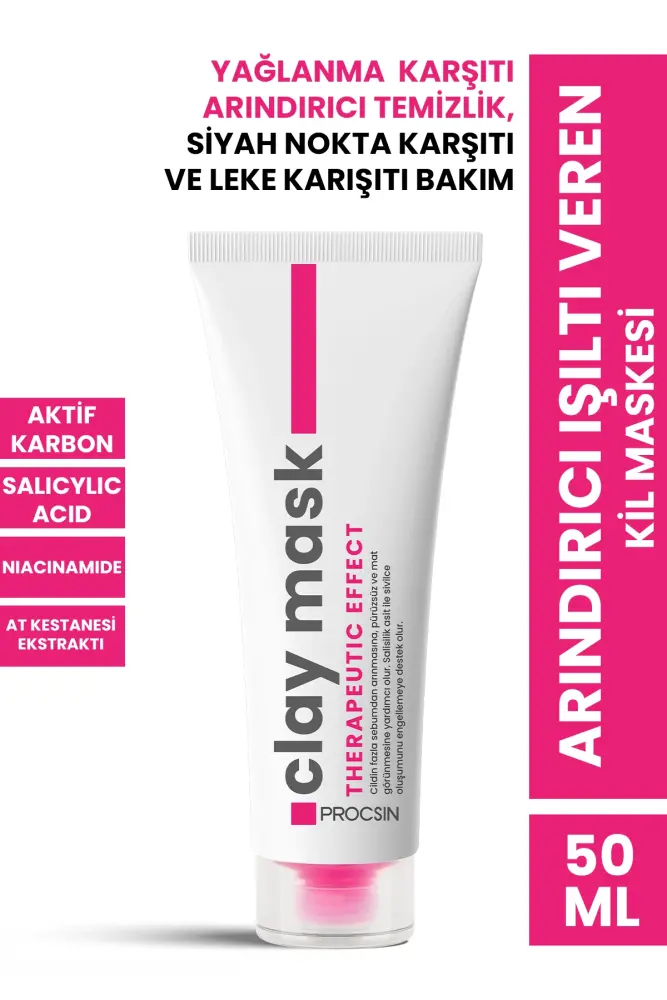 YAĞLANMA KARŞITI
ARINDIRICI TEMİZLİK,
SİYAH NOKTA KARŞITI
VE LEKE KARIŞITI BAKIM
ARINDIRICI IŞILTI VEREN
KİL MASKESİ
AKTİF
KARBON
SALICYLIC
ACID
NIACINAMIDE
AT KESTANESİ
EKSTRAKTI
clay mask
THERAPEUTIC EFFECT
Cildin fazla sebumdan arınmasına, pürüzsüz ve mat
görünmesine yardımcı olur. Salisilik asit ile sivilce
oluşumunu engellemeye destek olur.
PROCSIN
50
ML